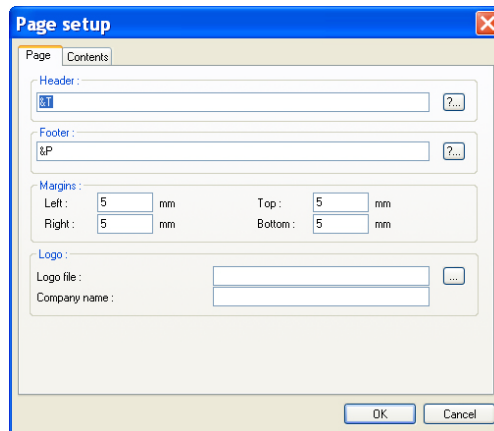 Page setup
Page Contents
Header :
&T ?...
Footer :
&P ?...
Margins :
Left : 5 mm Top : 5 mm
Right : 5 mm Bottom : 5 mm
Logo :
Logo file : ...
Company name :
OK Cancel